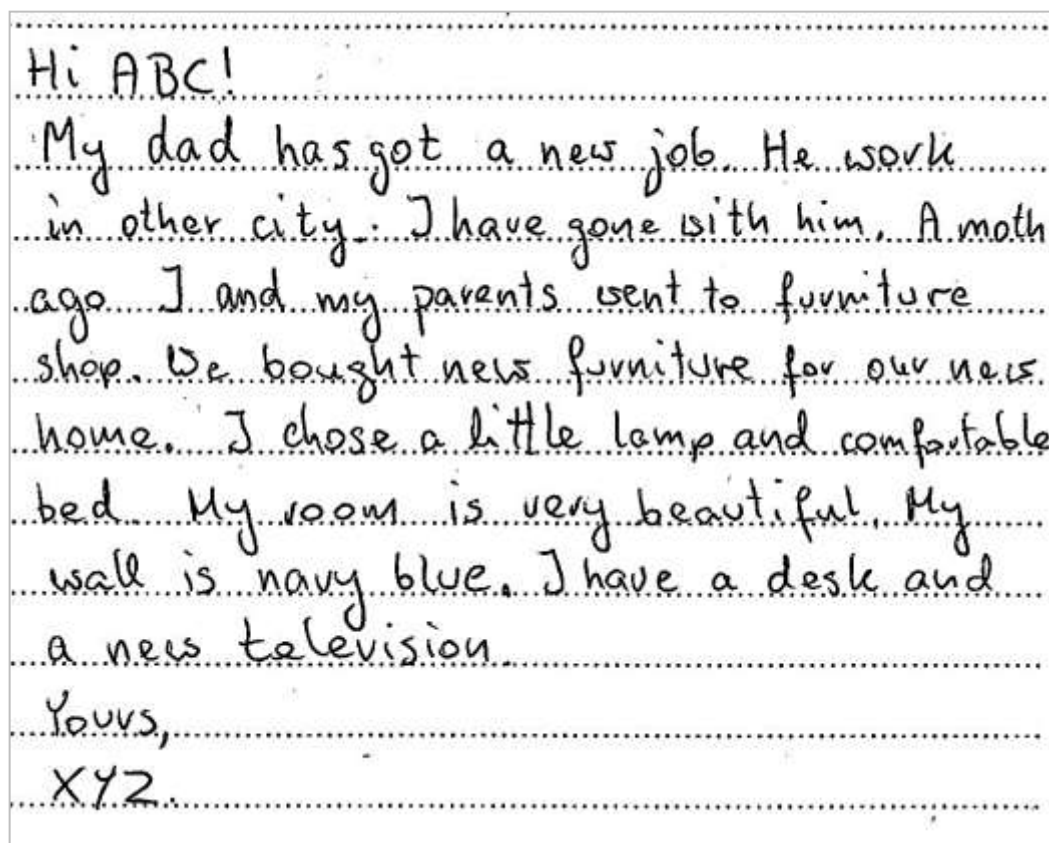 Hi ABC!
My dad has got a new job. He work
in other city. I have gone with him. A moth
ago I and my parents went to furniture
shop. We bought new furniture for our new
home. I chose a little lamp and comfortable
bed My room is very beautiful. My
wall is navy blue. I have a desk and
a new television.
Yours,
XYZ.